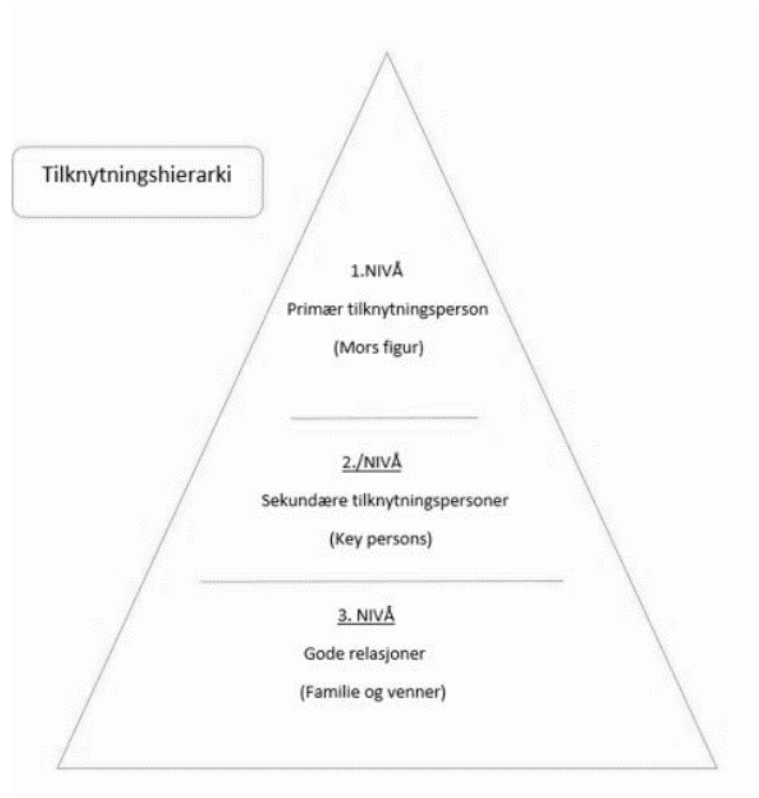 Tilknytningshierarki
1.NIVÅ
Primær tilknytningsperson
(Mors figur)
2./NIVÅ
Sekundære tilknytningspersoner
(Key persons)
3. NIVÅ
Gode relasjoner
(Familie og venner)